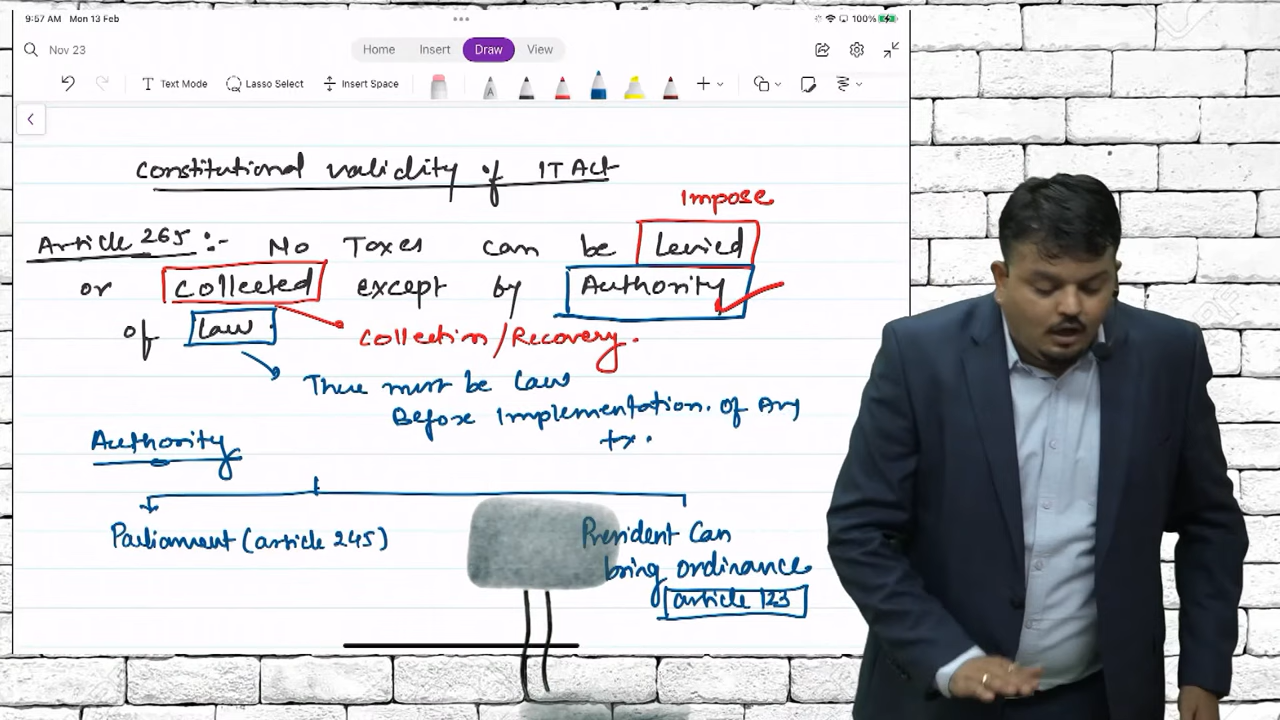 9:57 AM Mon 13 Feb
100%
Nov 23
Home Insert Draw View
Text Mode Lasso Select Insert Space
Constitutional validity of IT Act
Impose
Article 265 :- No Taxes can be Levied
or collected except by Authority
of Law.
Collection/Recovery.
There must be Law
Before Implementation. of Any
tx.
Authority
Parliament (article 245)
President Can
bring ordinance
article 123